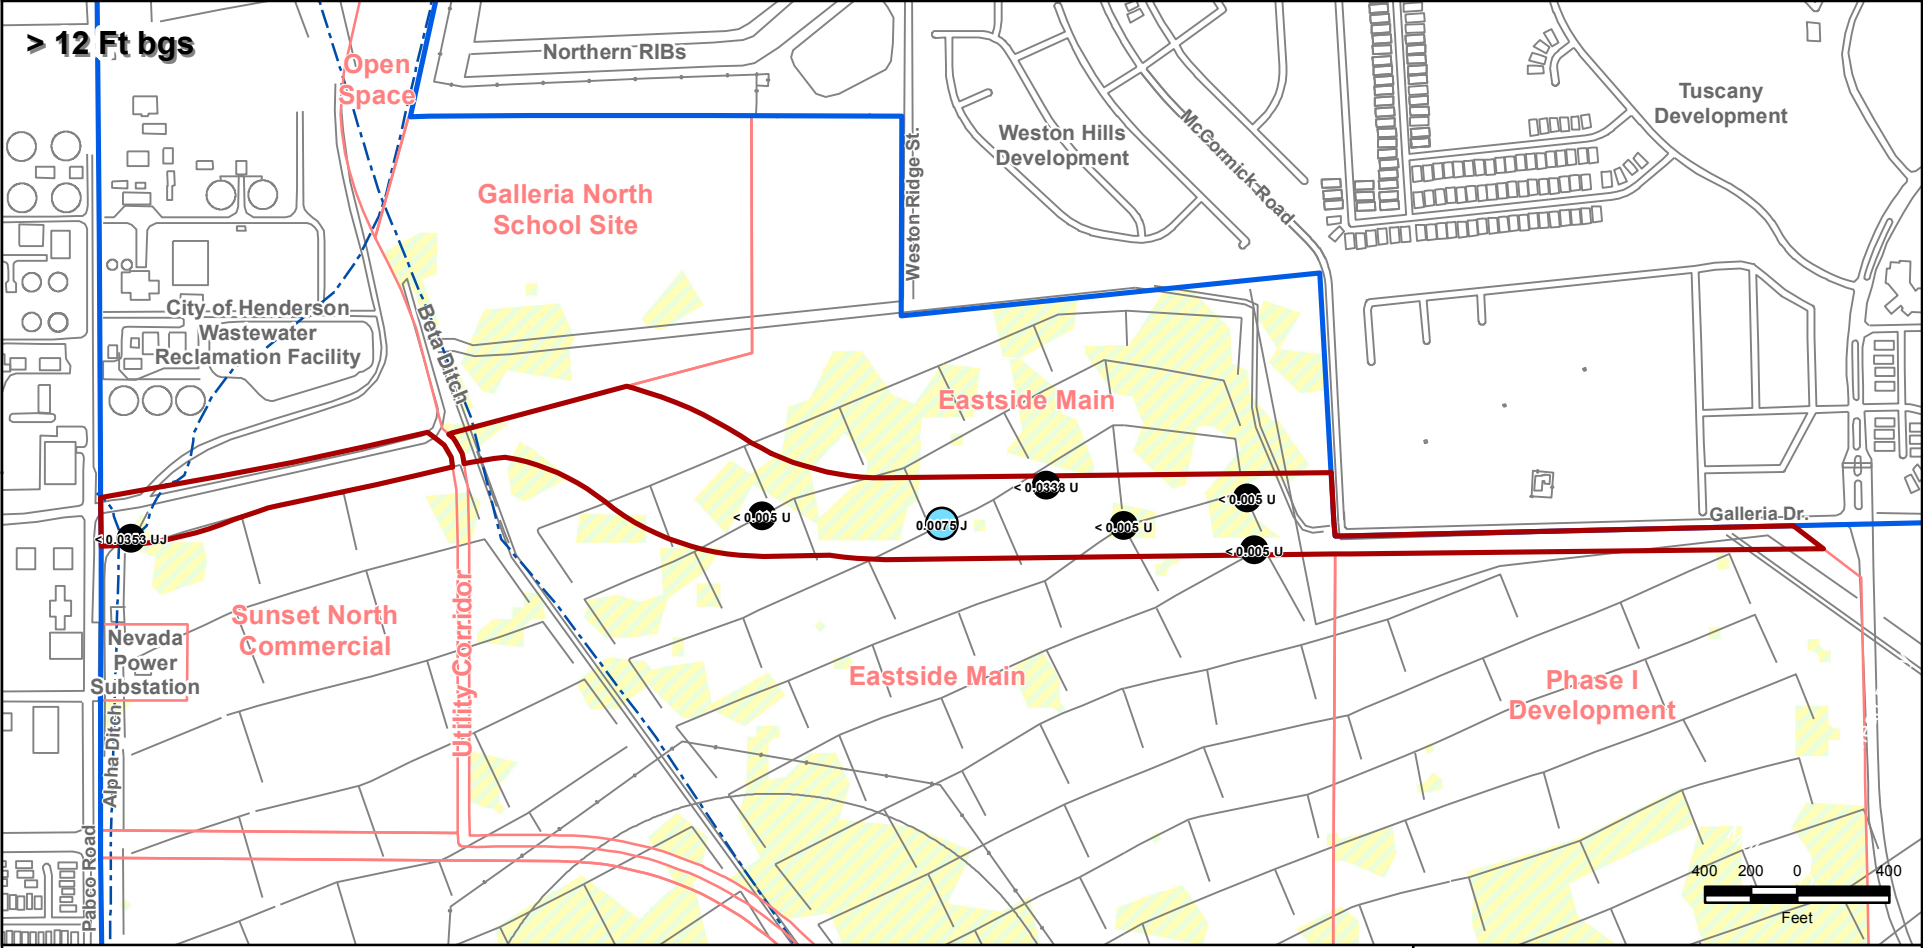 > 12 Ft bgs
Open
Space
Northern RIBs
Tuscany
Development
Weston Hills
Development
McCormick Road
Weston Ridge St.
Galleria North
School Site
City of Henderson
Wastewater
Reclamation Facility
Beta Ditch
Eastside Main
< 0.0338 U
< 0.005 U
< 0.005 U
0.0075 J
< 0.005 U
< 0.005 U
< 0.0353 UJ
Galleria Dr.
Sunset North
Commercial
Nevada
Power
Substation
Utility Corridor
Eastside Main
Phase I
Development
Alpha Ditch
Pabco Road
400 200 0 400
Feet